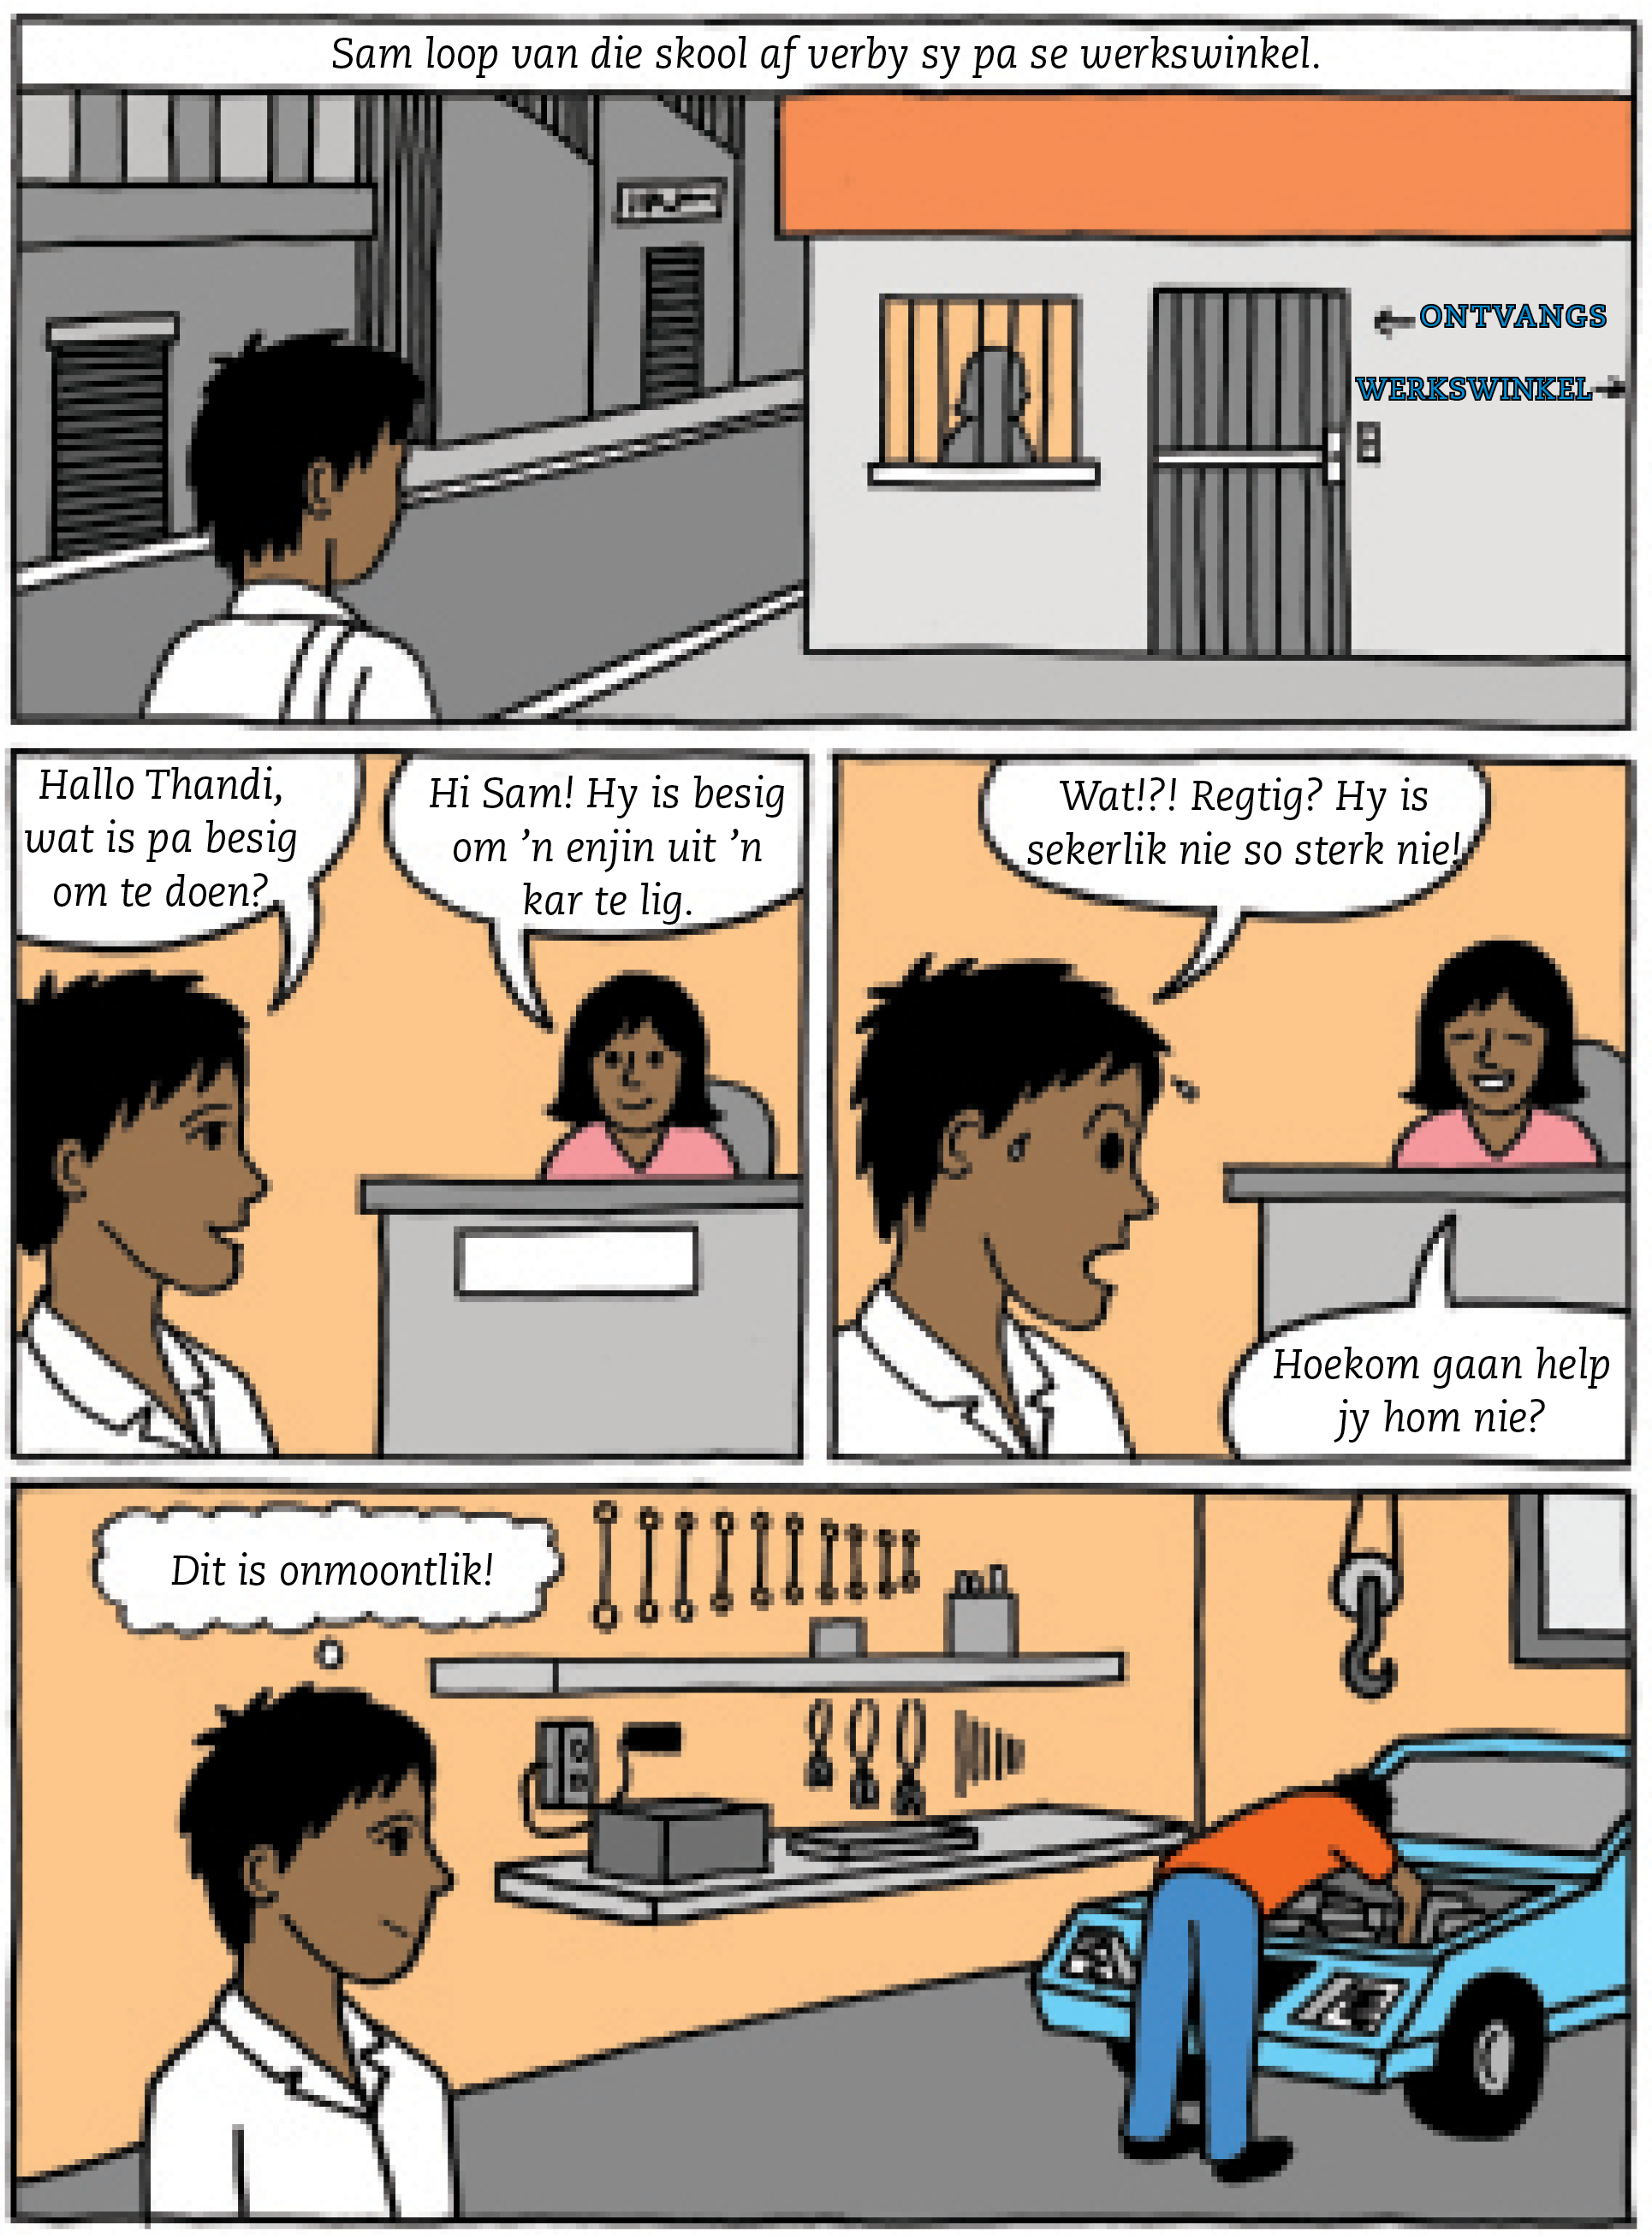 Sam loop van die skool af verby sy pa se werkswinkel.
ONTVANGS
WERKSWINKEL
Hallo Thandi,
wat is pa besig
om te doen?
Hi Sam! Hy is besig
om ’n enjin uit ’n
kar te lig.
Wat!?! Regtig? Hy is
sekerlik nie so sterk nie!
Hoekom gaan help
jy hom nie?
Dit is onmoontlik!